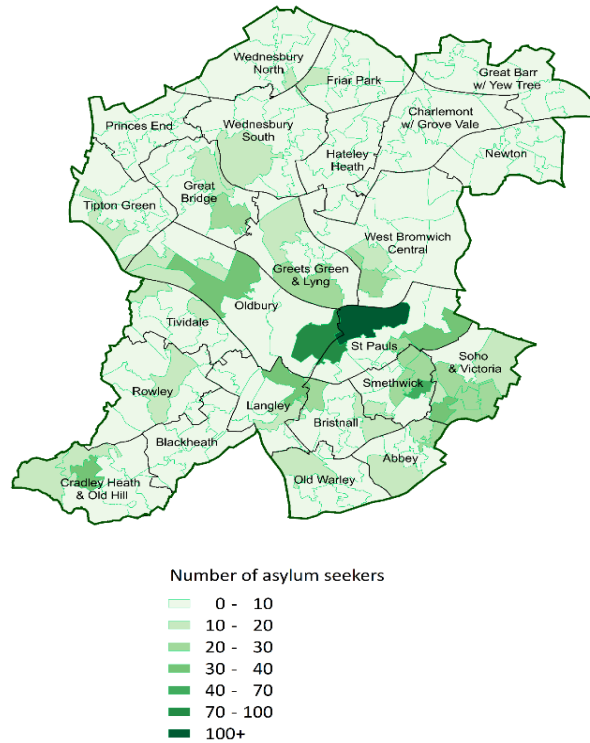 Wednesbury
North
Friar Park
Great Barr
w/ Yew Tree
Princes End
Wednesbury
South
Charlemont
w/ Grove Vale
Hateley
Heath
Newton
Great
Bridge
Tipton Green
West Bromwich
Central
Greets Green
& Lyng
Oldbury
Tividale
St Pauls
Soho
& Victoria
Smethwick
Rowley
Langley
Bristnall
Blackheath
Abbey
Cradley Heath
& Old Hill
Old Warley
Number of asylum seekers
0 - 10
10 - 20
20 - 30
30 - 40
40 - 70
70 - 100
100+